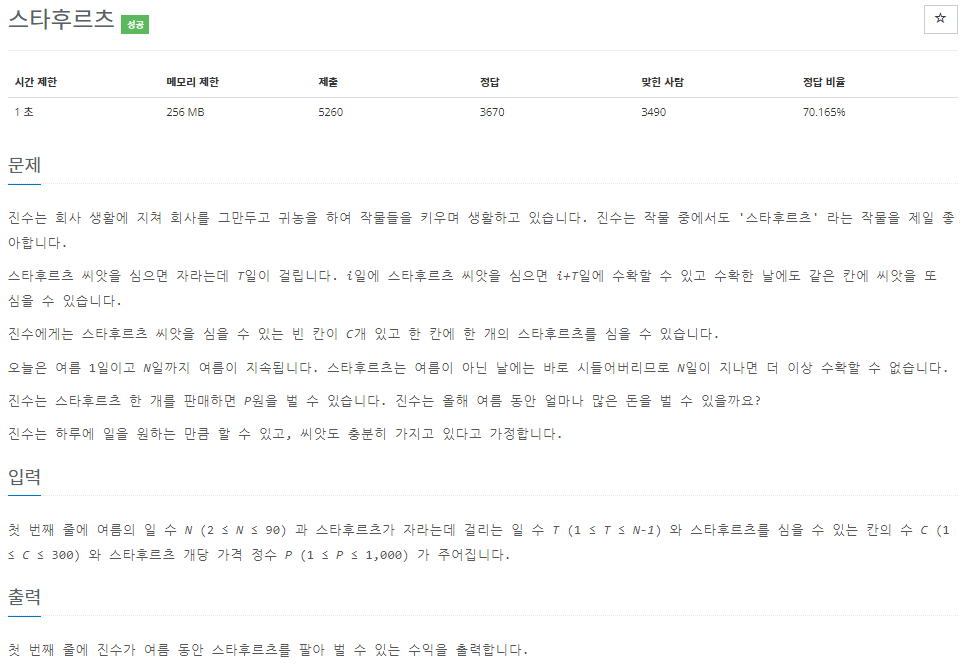 스타후르츠 성공
☆
시간 제한 메모리 제한 제출 정답 맞힌 사람 정답 비율
1 초 256 MB 5260 3670 3490 70.165%
문제
진수는 회사 생활에 지쳐 회사를 그만두고 귀농을 하여 작물들을 키우며 생활하고 있습니다. 진수는 작물 중에서도 '스타후르츠' 라는 작물을 제일 좋
아합니다.
스타후르츠 씨앗을 심으면 자라는데 T일이 걸립니다. i일에 스타후르츠 씨앗을 심으면 i+T일에 수확할 수 있고 수확한 날에도 같은 칸에 씨앗을 또
심을 수 있습니다.
진수에게는 스타후르츠 씨앗을 심을 수 있는 빈 칸이 C개 있고 한 칸에 한 개의 스타후르츠를 심을 수 있습니다.
오늘은 여름 1일이고 N일까지 여름이 지속됩니다. 스타후르츠는 여름이 아닌 날에는 바로 시들어버리므로 N일이 지나면 더 이상 수확할 수 없습니다.
진수는 스타후르츠 한 개를 판매하면 P원을 벌 수 있습니다. 진수는 올해 여름 동안 얼마나 많은 돈을 벌 수 있을까요?
진수는 하루에 일을 원하는 만큼 할 수 있고, 씨앗도 충분히 가지고 있다고 가정합니다.
입력
첫 번째 줄에 여름의 일 수 N (2 ≤ N ≤ 90) 과 스타후르츠가 자라는데 걸리는 일 수 T (1 ≤ T ≤ N-1) 와 스타후르츠를 심을 수 있는 칸의 수 C (1
≤ C ≤ 300) 와 스타후르츠 개당 가격 정수 P (1 ≤ P ≤ 1,000) 가 주어집니다.
출력
첫 번째 줄에 진수가 여름 동안 스타후르츠를 팔아 벌 수 있는 수익을 출력합니다.